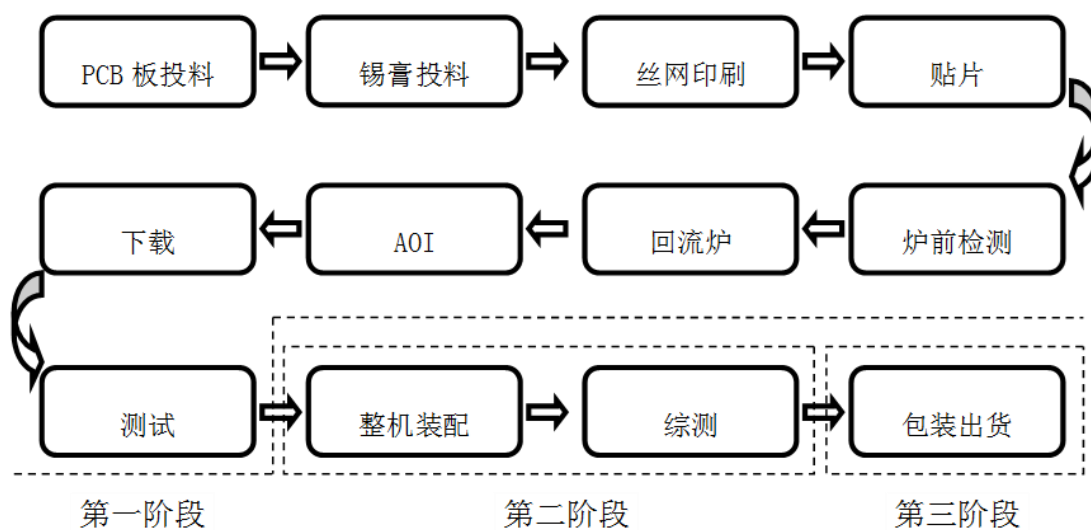 PCB 板投料
锡膏投料
丝网印刷
贴片
炉前检测
回流炉
AOI
下载
测试
整机装配
综测
包装出货
第一阶段
第二阶段
第三阶段